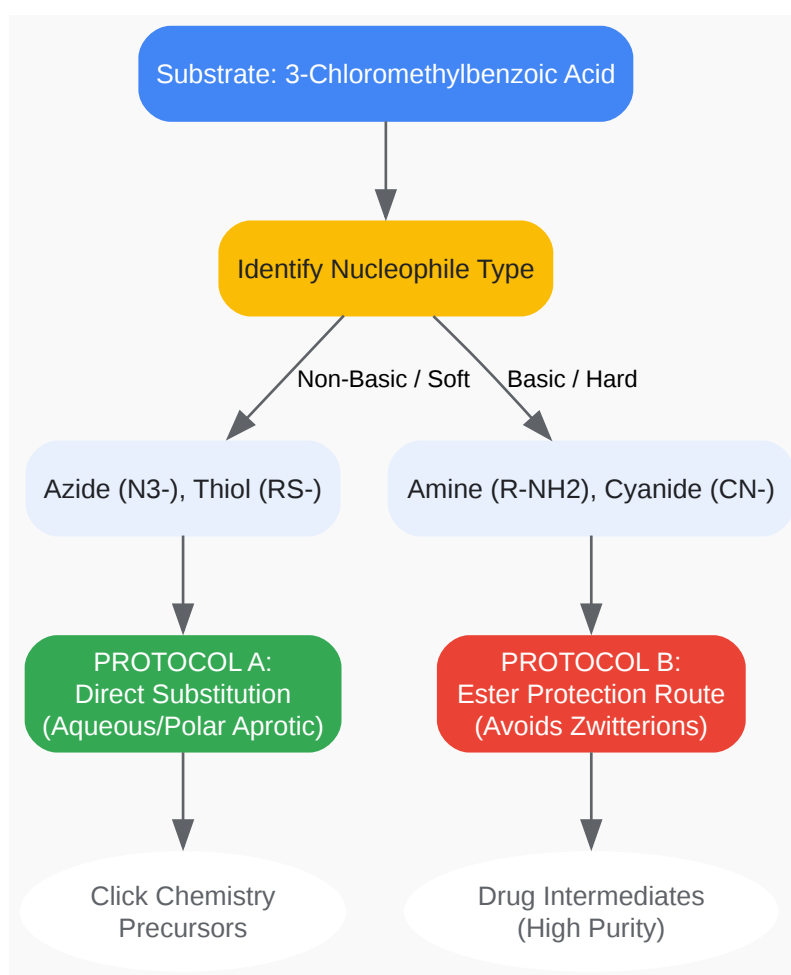 Substrate: 3-Chloromethylbenzoic Acid
Identify Nucleophile Type
Non-Basic / Soft
Basic / Hard
Azide (N3-), Thiol (RS-)
Amine (R-NH2), Cyanide (CN-)
PROTOCOL A:
Direct Substitution
(Aqueous/Polar Aprotic)
PROTOCOL B:
Ester Protection Route
(Avoids Zwitterions)
Click Chemistry
Precursors
Drug Intermediates
(High Purity)